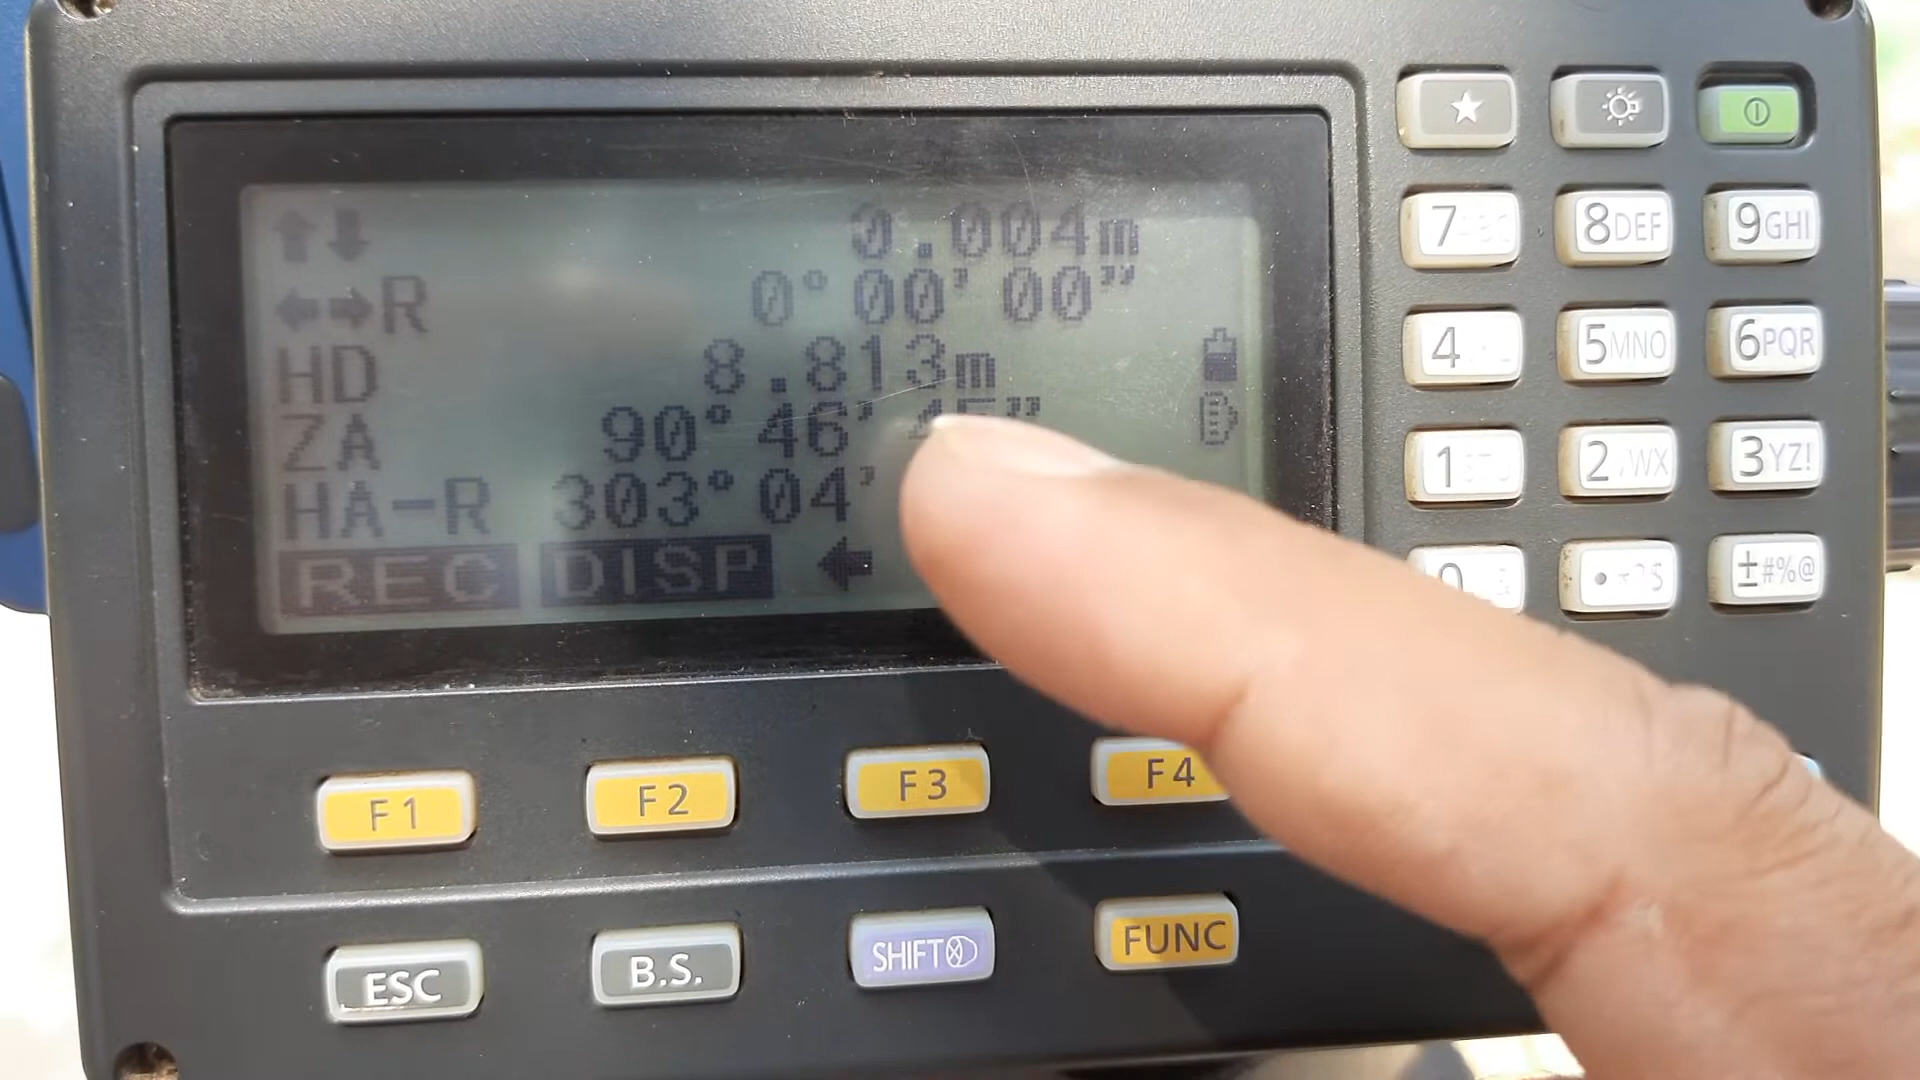 0.004m
R 0°00'00"
HD 8.813m
ZA 90°46'45"
HA-R 303°04'
REC DISP
7 8DEF 9GHI
4 5MNO 6PQR
1 2 WX 3YZ!
±#%@
F1 F2 F3 F4
ESC B.S. SHIFT FUNC